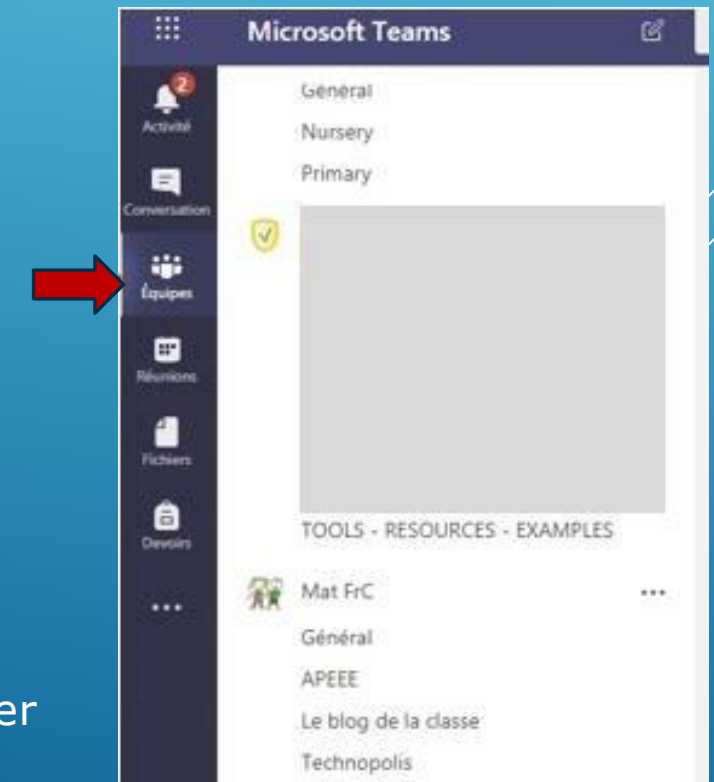 Microsoft Teams
2
Activité
Conversation
Équipes
Réunions
Fichiers
Devoirs
...
Général
Nursery
Primary
TOOLS - RESOURCES - EXAMPLES
Mat FrC ...
Général
APEEE
Le blog de la classe
Technopolis
er